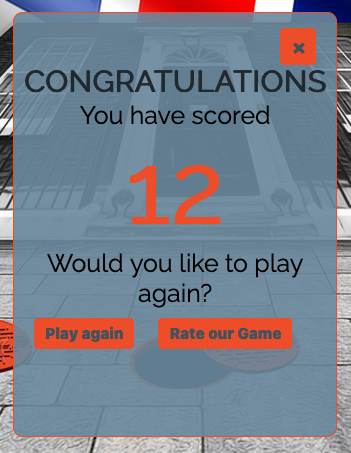 ×
CONGRATULATIONS
You have scored
12
Would you like to play
again?
Play again
Rate our Game